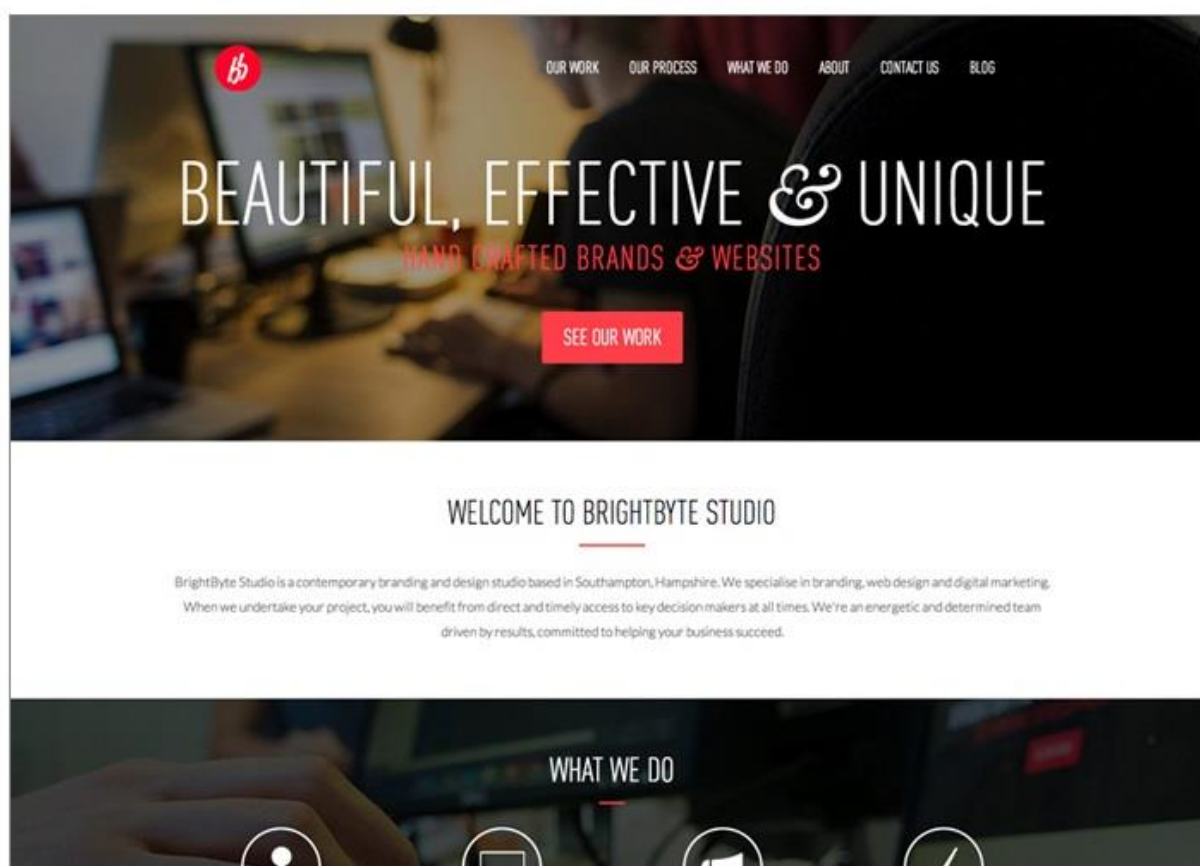 bb
OUR WORK OUR PROCESS WHAT WE DO ABOUT CONTACT US BLOG
BEAUTIFUL, EFFECTIVE & UNIQUE
HAND CRAFTED BRANDS & WEBSITES
SEE OUR WORK
WELCOME TO BRIGHTBYTE STUDIO
BrightByte Studio is a contemporary branding and design studio based in Southampton, Hampshire. We specialise in branding, web design and digital marketing.
When we undertake your project, you will benefit from direct and timely access to key decision makers at all times. We're an energetic and determined team
driven by results, committed to helping your business succeed.
WHAT WE DO